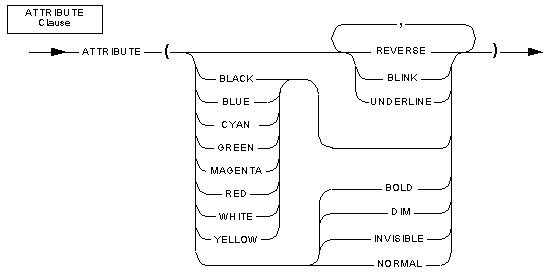 ATTRIBUTE
Clause
,
ATTRIBUTE ( REVERSE )
BLACK BLINK
BLUE UNDERLINE
CYAN
GREEN
MAGENTA
RED BOLD
WHITE DIM
YELLOW INVISIBLE
NORMAL